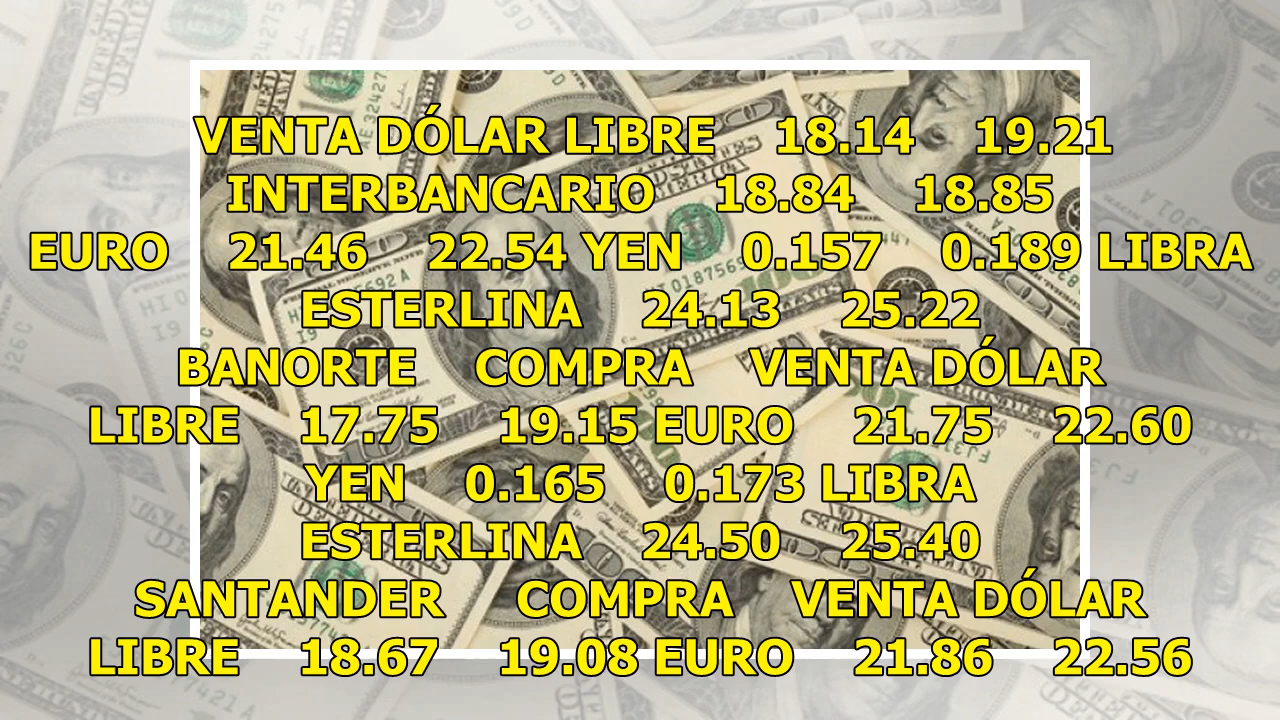 VENTA DÓLAR LIBRE 18.14 19.21
INTERBANCARIO 18.84 18.85
EURO 21.46 22.54 YEN 0.157 0.189 LIBRA
ESTERLINA 24.13 25.22
BANORTE COMPRA VENTA DÓLAR
LIBRE 17.75 19.15 EURO 21.75 22.60
YEN 0.165 0.173 LIBRA
ESTERLINA 24.50 25.40
SANTANDER COMPRA VENTA DÓLAR
LIBRE 18.67 19.08 EURO 21.86 22.56